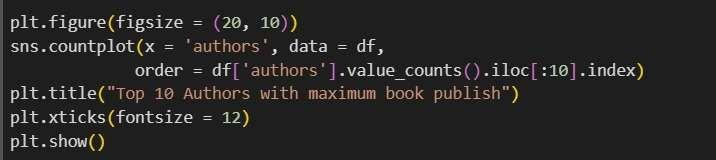 plt.figure(figsize = (20, 10))
sns.countplot(x = 'authors', data = df,
             order = df['authors'].value_counts().iloc[:10].index)
plt.title("Top 10 Authors with maximum book publish")
plt.xticks(fontsize = 12)
plt.show()